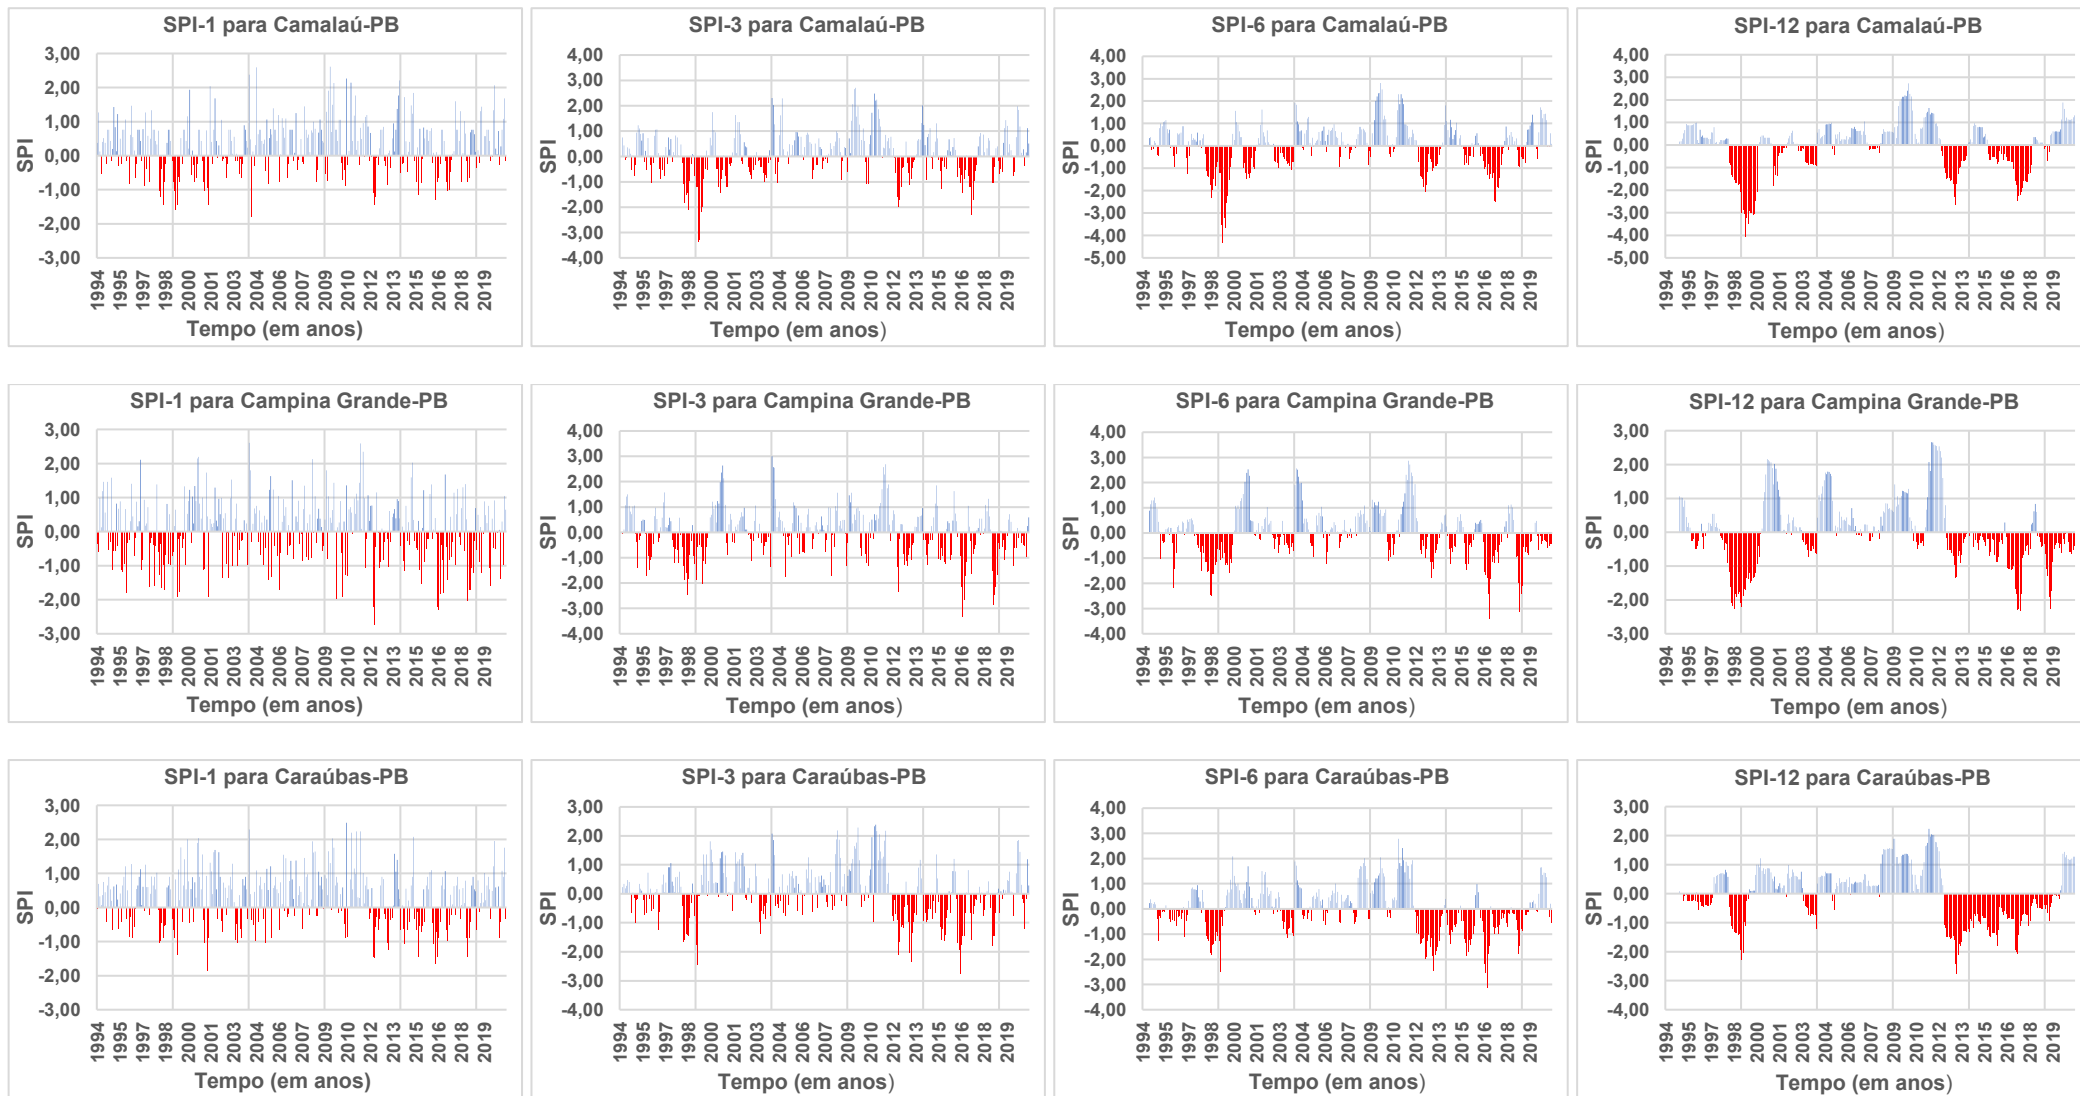 SPI-1 para Camalaú-PB
3,00
2,00
1,00
0,00
-1,00
-2,00
-3,00
SPI
1994 1995 1997 1998 2000 2001 2003 2004 2006 2007 2009 2010 2012 2013 2015 2016 2018 2019
Tempo (em anos)
SPI-3 para Camalaú-PB
4,00
3,00
2,00
1,00
0,00
-1,00
-2,00
-3,00
-4,00
SPI
1994 1995 1997 1998 2000 2001 2003 2004 2006 2007 2009 2010 2012 2013 2015 2016 2018 2019
Tempo (em anos)
SPI-6 para Camalaú-PB
4,00
3,00
2,00
1,00
0,00
-1,00
-2,00
-3,00
-4,00
-5,00
SPI
1994 1995 1997 1998 2000 2001 2003 2004 2006 2007 2009 2010 2012 2013 2015 2016 2018 2019
Tempo (em anos)
SPI-12 para Camalaú-PB
4,00
3,00
2,00
1,00
0,00
-1,00
-2,00
-3,00
-4,00
-5,00
SPI
1994 1995 1997 1998 2000 2001 2003 2004 2006 2007 2009 2010 2012 2013 2015 2016 2018 2019
Tempo (em anos)
SPI-1 para Campina Grande-PB
3,00
2,00
1,00
0,00
-1,00
-2,00
-3,00
SPI
1994 1995 1997 1998 2000 2001 2003 2004 2006 2007 2009 2010 2012 2013 2015 2016 2018 2019
Tempo (em anos)
SPI-3 para Campina Grande-PB
4,00
3,00
2,00
1,00
0,00
-1,00
-2,00
-3,00
-4,00
SPI
1994 1995 1997 1998 2000 2001 2003 2004 2006 2007 2009 2010 2012 2013 2015 2016 2018 2019
Tempo (em anos)
SPI-6 para Campina Grande-PB
4,00
3,00
2,00
1,00
0,00
-1,00
-2,00
-3,00
-4,00
SPI
1994 1995 1997 1998 2000 2001 2003 2004 2006 2007 2009 2010 2012 2013 2015 2016 2018 2019
Tempo (em anos)
SPI-12 para Campina Grande-PB
3,00
2,00
1,00
0,00
-1,00
-2,00
-3,00
SPI
1994 1995 1997 1998 2000 2001 2003 2004 2006 2007 2009 2010 2012 2013 2015 2016 2018 2019
Tempo (em anos)
SPI-1 para Caraúbas-PB
3,00
2,00
1,00
0,00
-1,00
-2,00
-3,00
SPI
1994 1995 1997 1998 2000 2001 2003 2004 2006 2007 2009 2010 2012 2013 2015 2016 2018 2019
Tempo (em anos)
SPI-3 para Caraúbas-PB
3,00
2,00
1,00
0,00
-1,00
-2,00
-3,00
-4,00
SPI
1994 1995 1997 1998 2000 2001 2003 2004 2006 2007 2009 2010 2012 2013 2015 2016 2018 2019
Tempo (em anos)
SPI-6 para Caraúbas-PB
4,00
3,00
2,00
1,00
0,00
-1,00
-2,00
-3,00
-4,00
SPI
1994 1995 1997 1998 2000 2001 2003 2004 2006 2007 2009 2010 2012 2013 2015 2016 2018 2019
Tempo (em anos)
SPI-12 para Caraúbas-PB
3,00
2,00
1,00
0,00
-1,00
-2,00
-3,00
-4,00
SPI
1994 1995 1997 1998 2000 2001 2003 2004 2006 2007 2009 2010 2012 2013 2015 2016 2018 2019
Tempo (em anos)